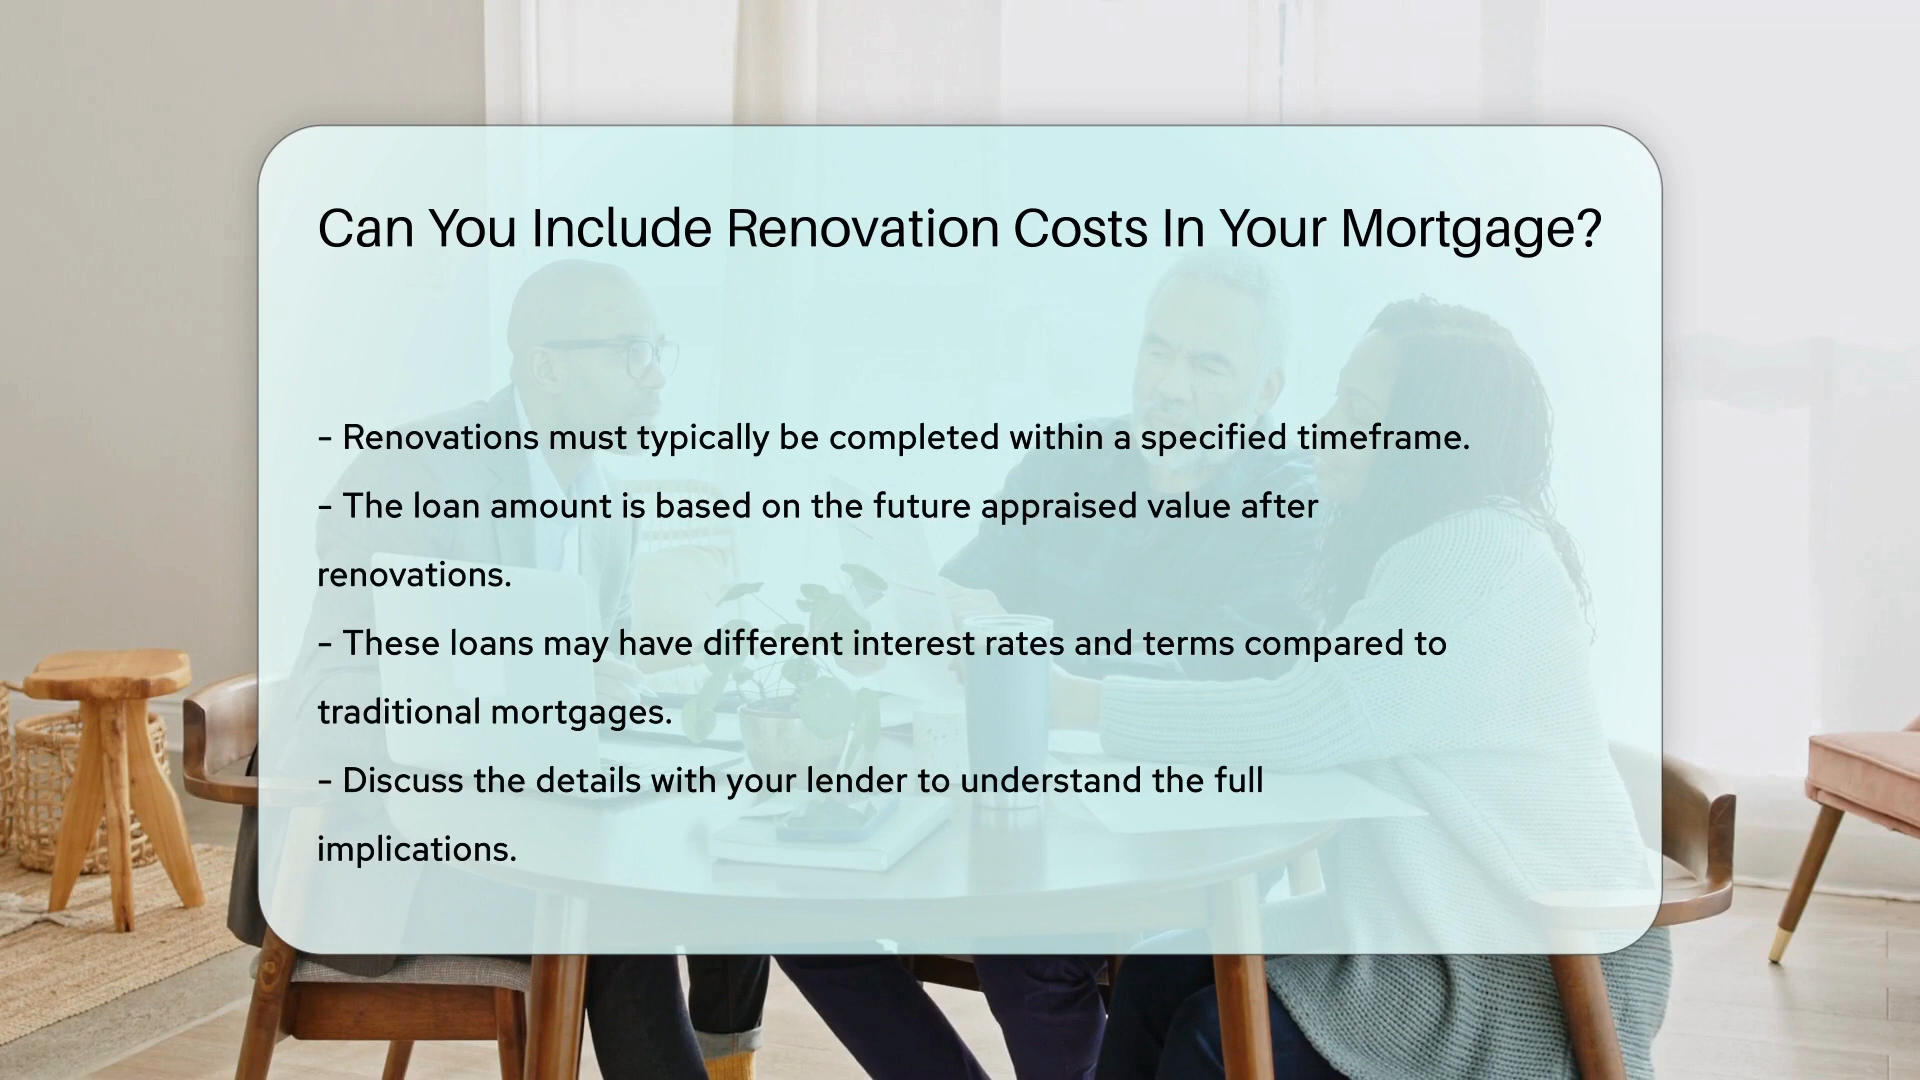 Can You Include Renovation Costs In Your Mortgage?
- Renovations must typically be completed within a specified timeframe.
- The loan amount is based on the future appraised value after
renovations.
- These loans may have different interest rates and terms compared to
traditional mortgages.
- Discuss the details with your lender to understand the full
implications.